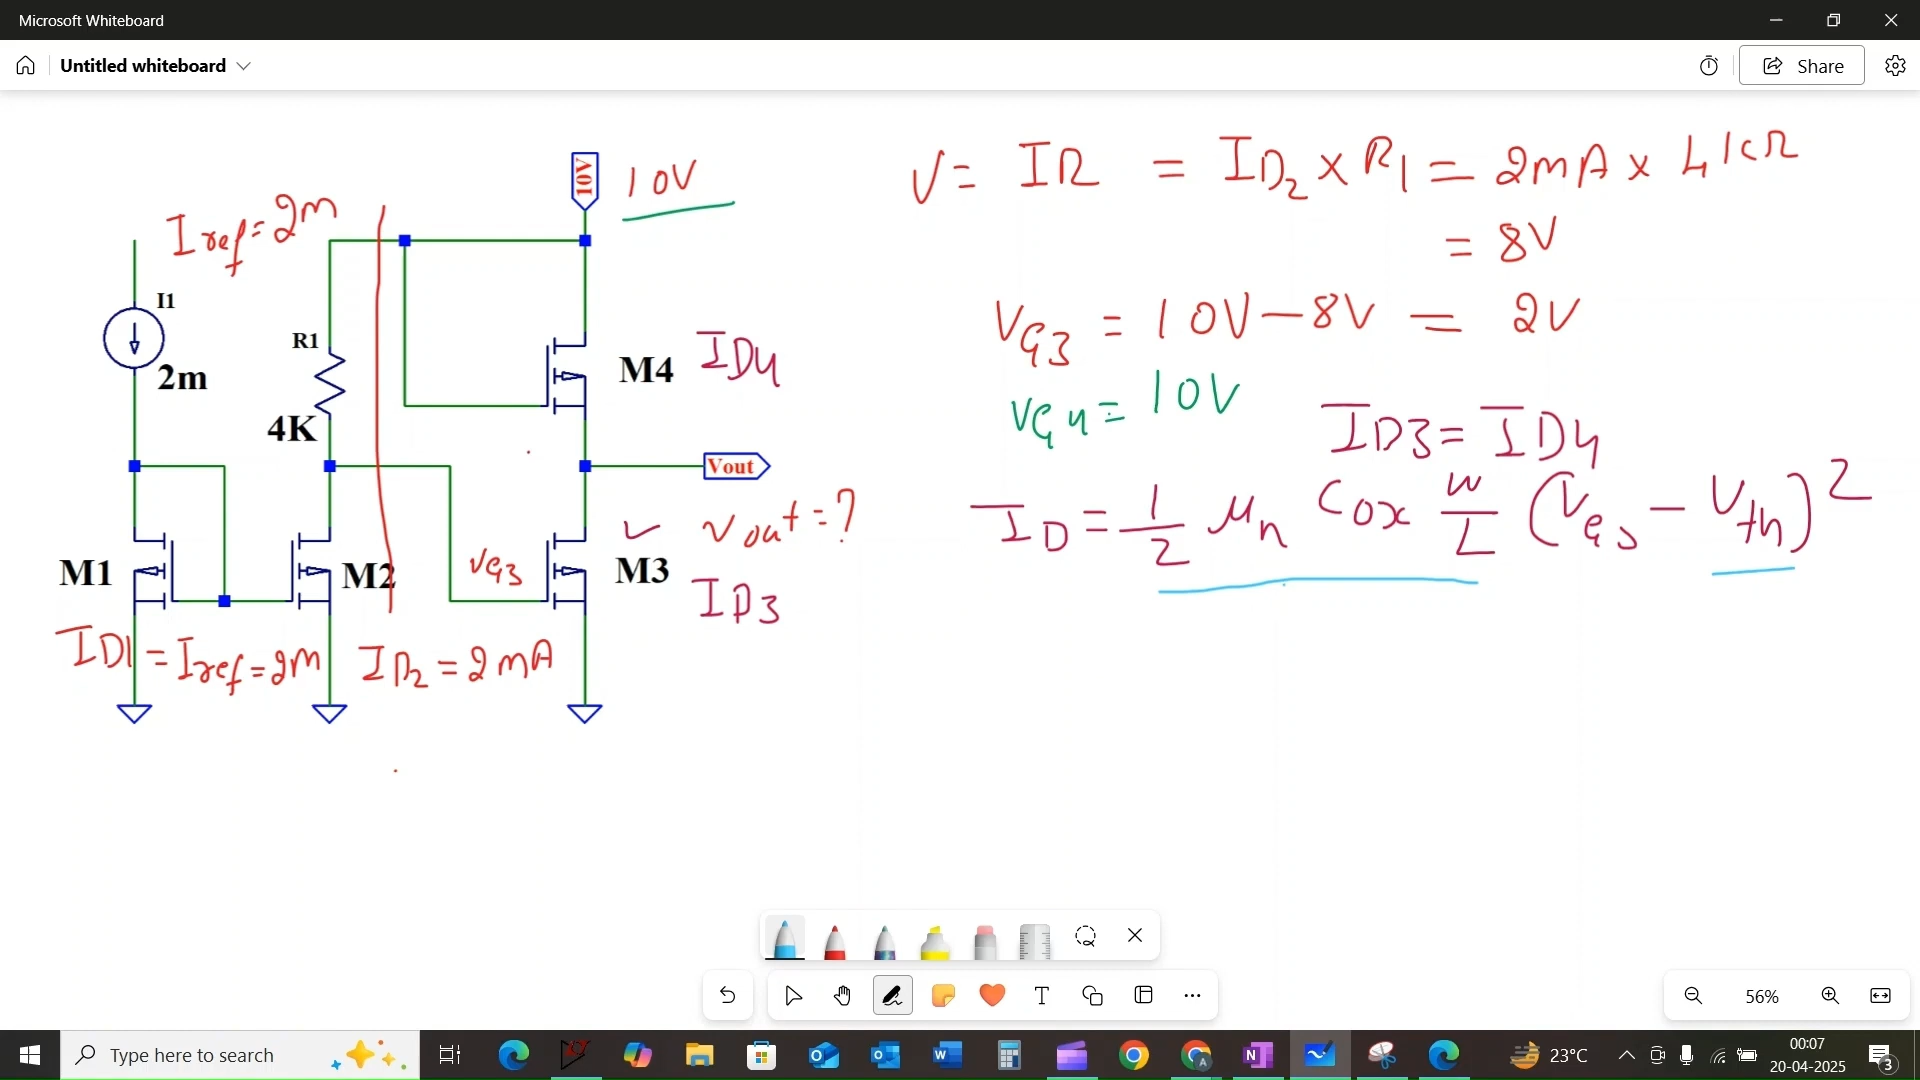 Microsoft Whiteboard
Untitled whiteboard
Share
10V
10V
Iref = 2m
I1
2m
R1
4K
M4
ID4
Vout
Vout = ?
M1
M2
VG3
M3
ID3
ID1 = Iref = 2m
ID2 = 2mA
V = IR = ID2 × R1 = 2mA × 4kΩ
= 8V
VG3 = 10V - 8V = 2V
VG4 = 10V
ID3 = ID4
ID = 1/2 μn Cox W/L (VGS - Vth)2
56%
Type here to search
23°C
00:07
20-04-2025
3